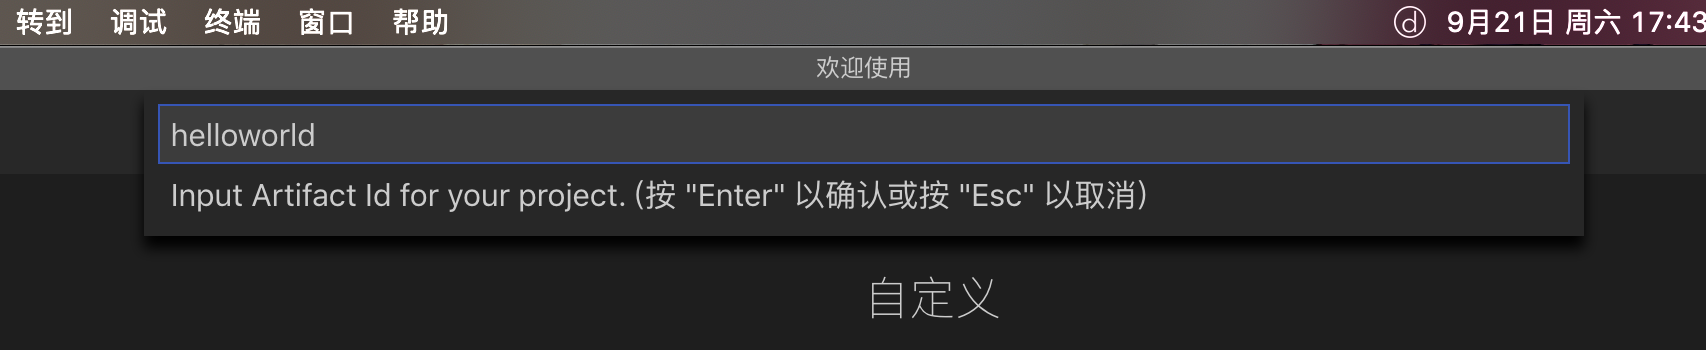 转到 调试 终端 窗口 帮助 d 9月21日 周六 17:43
欢迎使用
helloworld
Input Artifact Id for your project. (按 "Enter" 以确认或按 "Esc" 以取消)
自定义